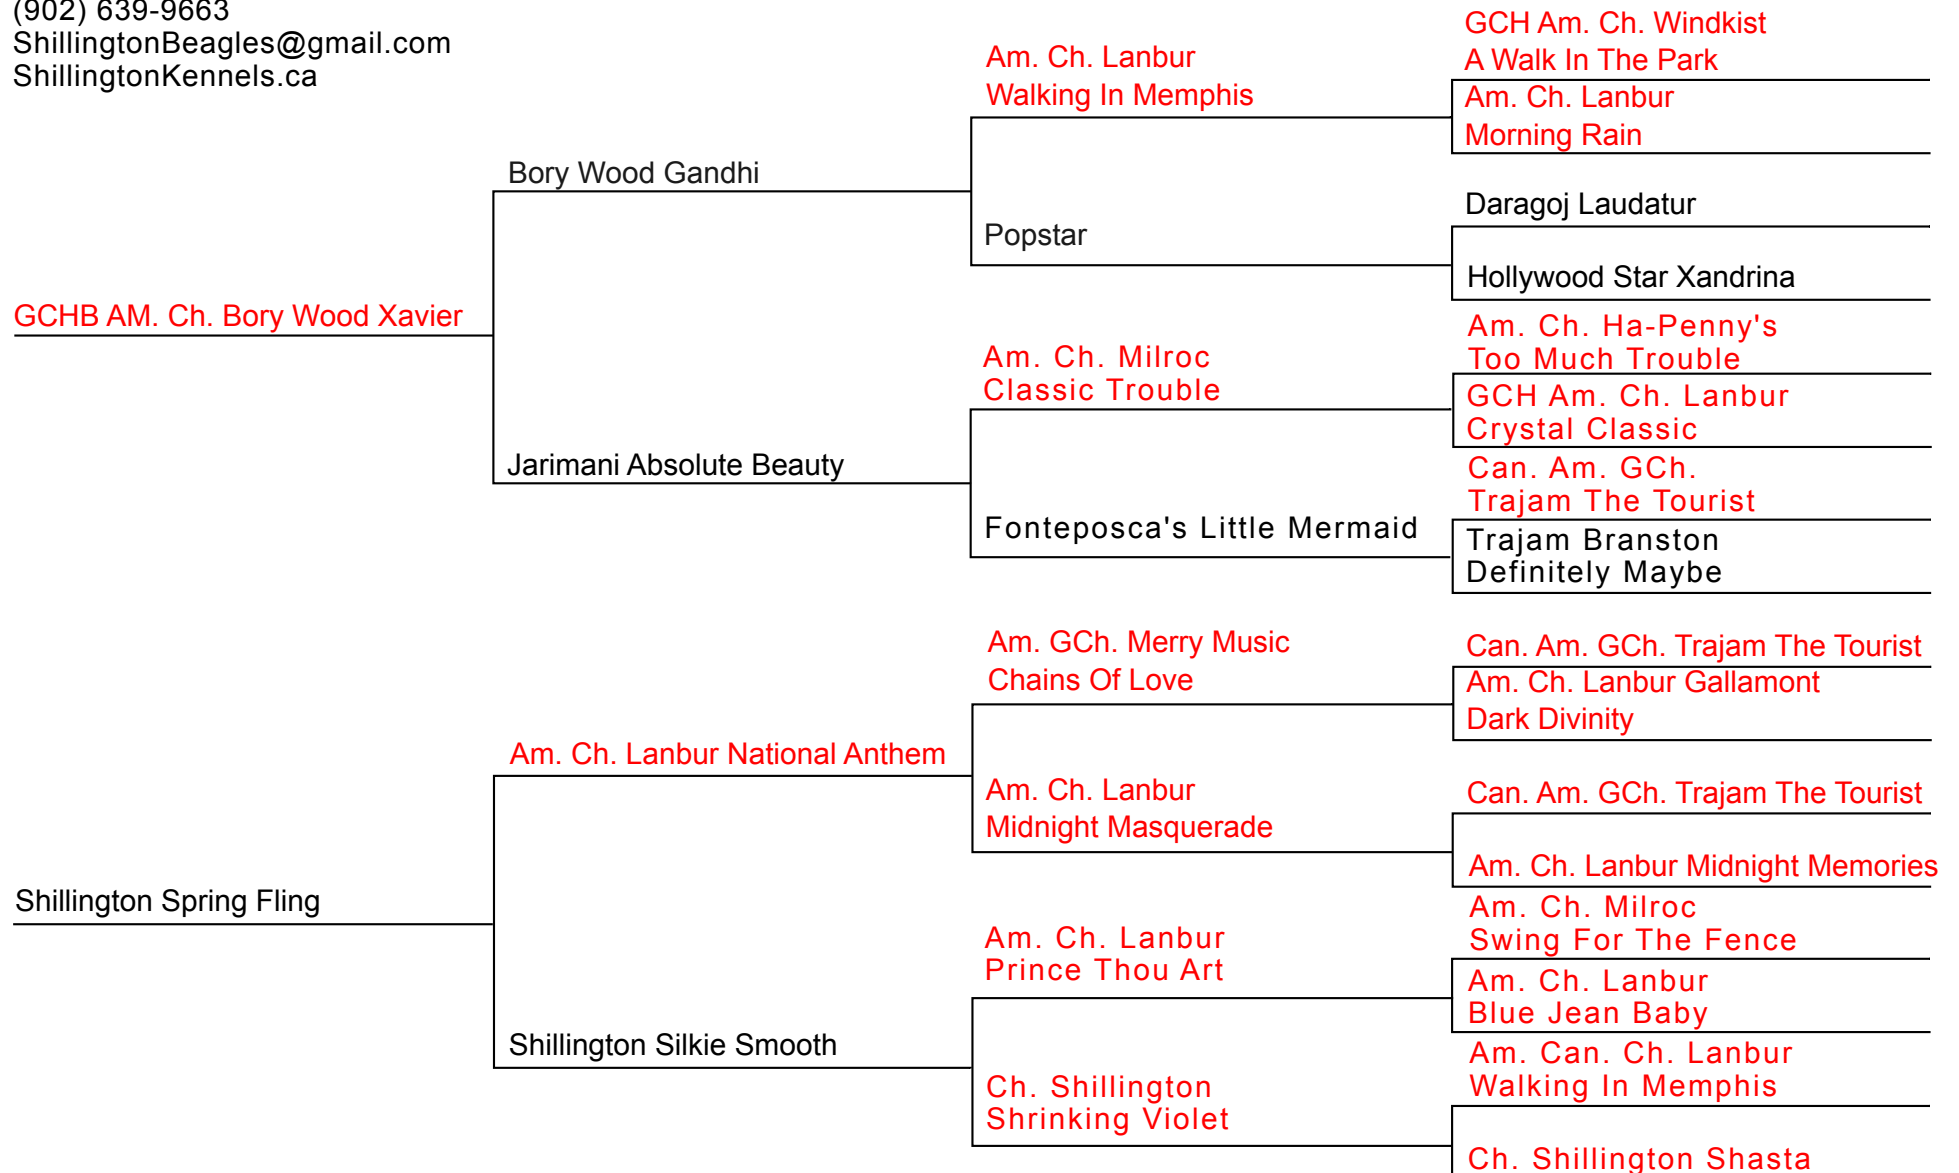 (902) 639-9663
ShillingtonBeagles@gmail.com
ShillingtonKennels.ca
GCHB AM. Ch. Bory Wood Xavier
Shillington Spring Fling
Bory Wood Gandhi
Jarimani Absolute Beauty
Am. Ch. Lanbur National Anthem
Shillington Silkie Smooth
Am. Ch. Lanbur
Walking In Memphis
Popstar
Am. Ch. Milroc
Classic Trouble
Fonteposca's Little Mermaid
Am. GCh. Merry Music
Chains Of Love
Am. Ch. Lanbur
Midnight Masquerade
Am. Ch. Lanbur
Prince Thou Art
Ch. Shillington
Shrinking Violet
GCH Am. Ch. Windkist
A Walk In The Park
Am. Ch. Lanbur
Morning Rain
Daragoj Laudatur
Hollywood Star Xandrina
Am. Ch. Ha-Penny's
Too Much Trouble
GCH Am. Ch. Lanbur
Crystal Classic
Can. Am. GCh.
Trajam The Tourist
Trajam Branston
Definitely Maybe
Can. Am. GCh. Trajam The Tourist
Am. Ch. Lanbur Gallamont
Dark Divinity
Can. Am. GCh. Trajam The Tourist
Am. Ch. Lanbur Midnight Memories
Am. Ch. Milroc
Swing For The Fence
Am. Ch. Lanbur
Blue Jean Baby
Am. Can. Ch. Lanbur
Walking In Memphis
Ch. Shillington Shasta